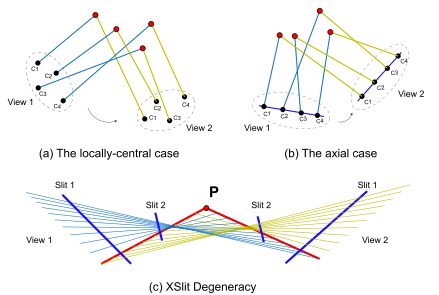 C1
C2
C3
C4
View 1
C1
C2
C3
C4
View 2
(a) The locally-central case
C1
C2
C3
C4
View 1
C1
C2
C3
C4
View 2
(b) The axial case
Slit 1
Slit 2
P
Slit 2
Slit 1
View 1
View 2
(c) XSlit Degeneracy